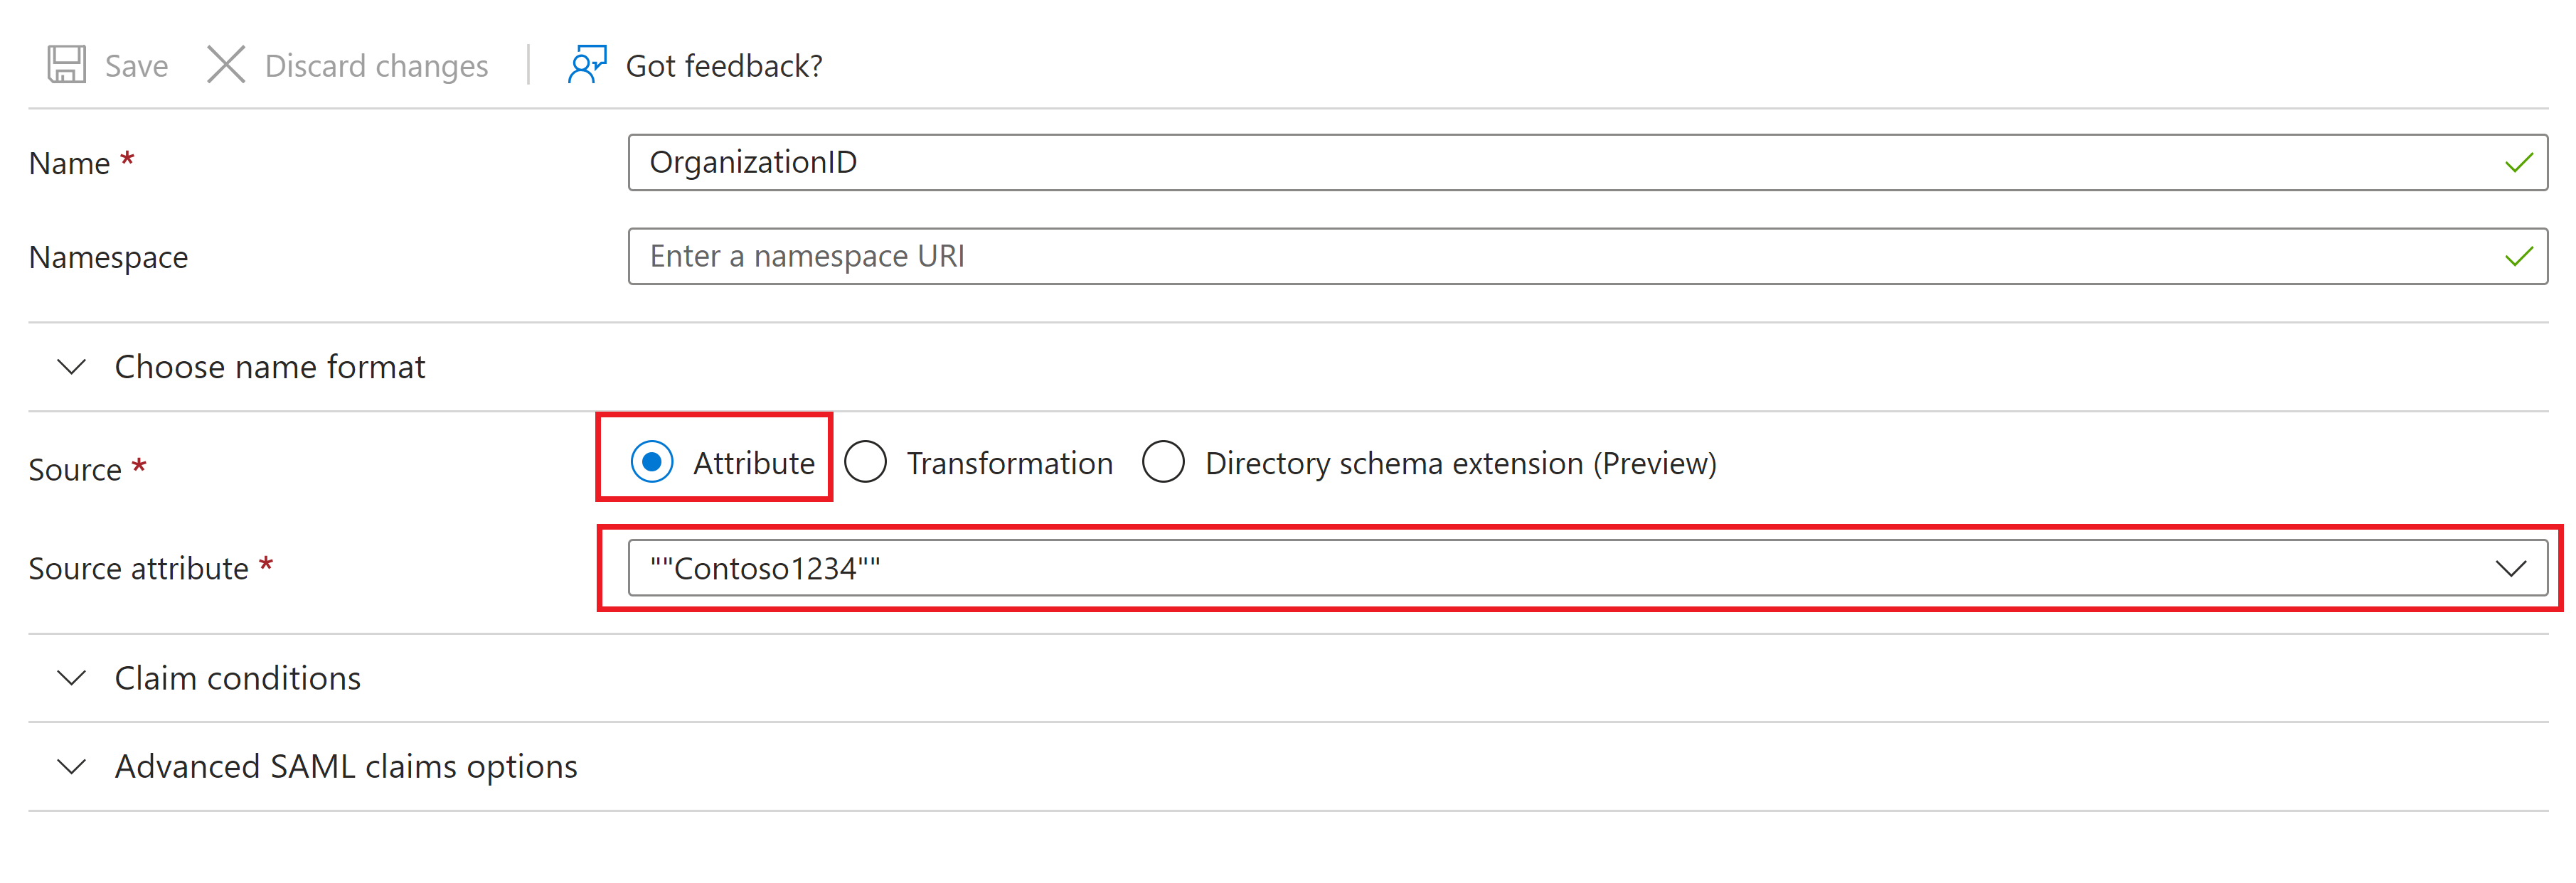 Save Discard changes Got feedback?
Name * OrganizationID
Namespace Enter a namespace URI
Choose name format
Source * Attribute Transformation Directory schema extension (Preview)
Source attribute * ""Contoso1234""
Claim conditions
Advanced SAML claims options